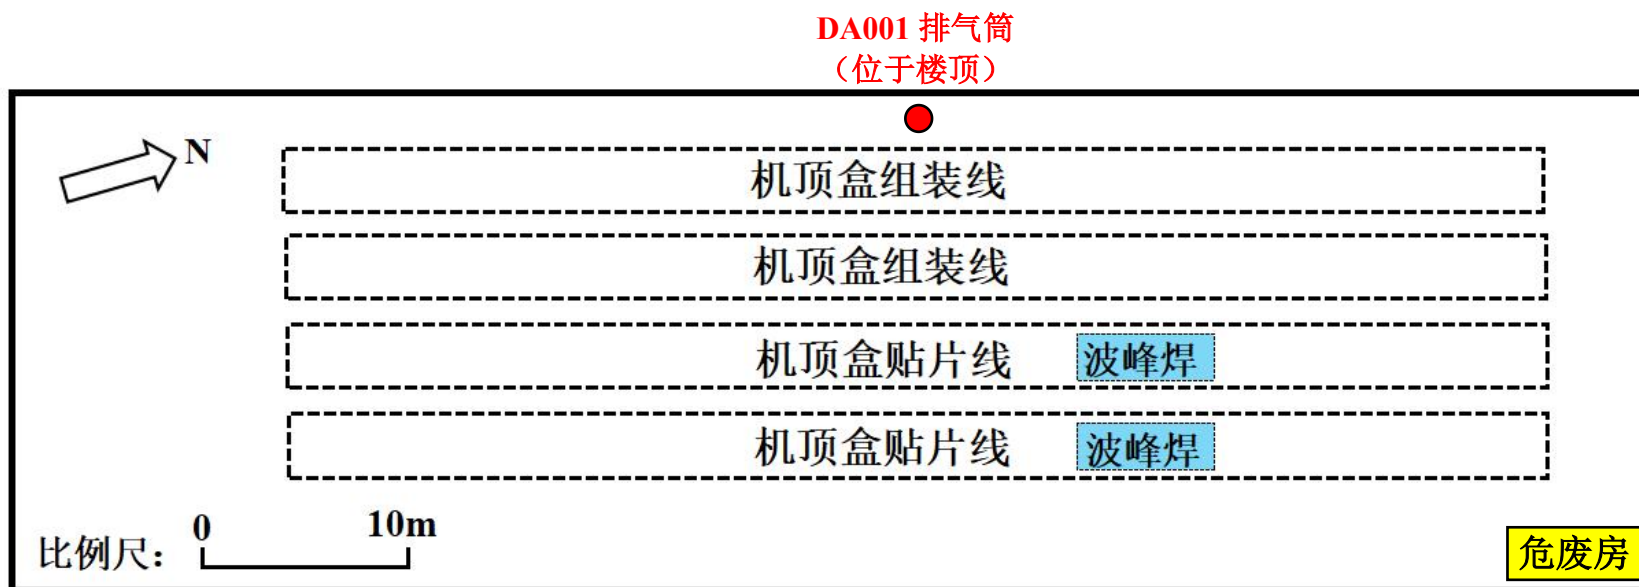 DA001 排气筒
（位于楼顶）
N
机顶盒组装线
机顶盒组装线
机顶盒贴片线
波峰焊
机顶盒贴片线
波峰焊
比例尺：
0
10m
危废房